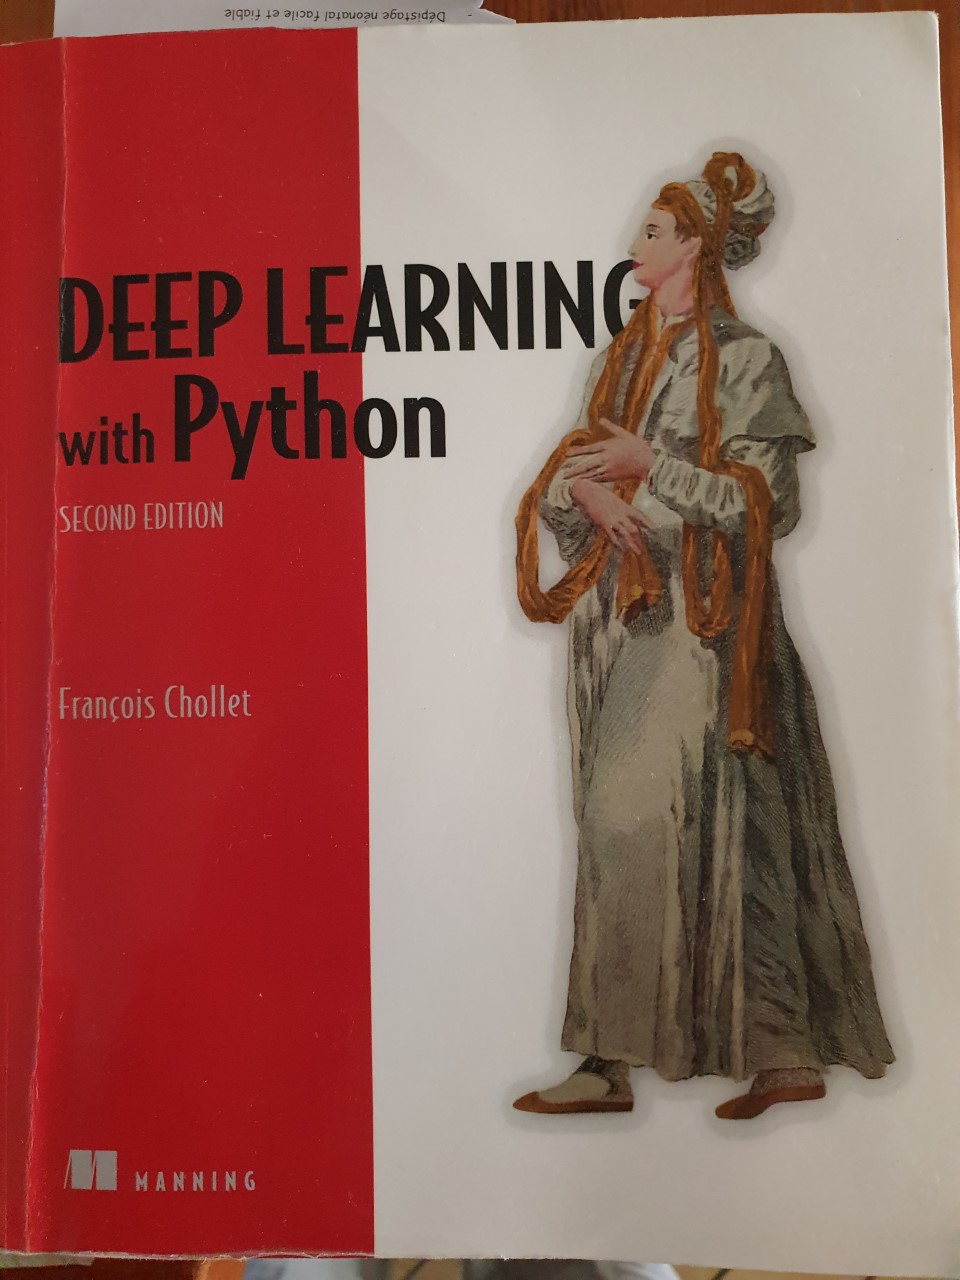 - Dépistage néonatal facile et fiable
DEEP LEARNING
with Python
SECOND EDITION
François Chollet
MANNING